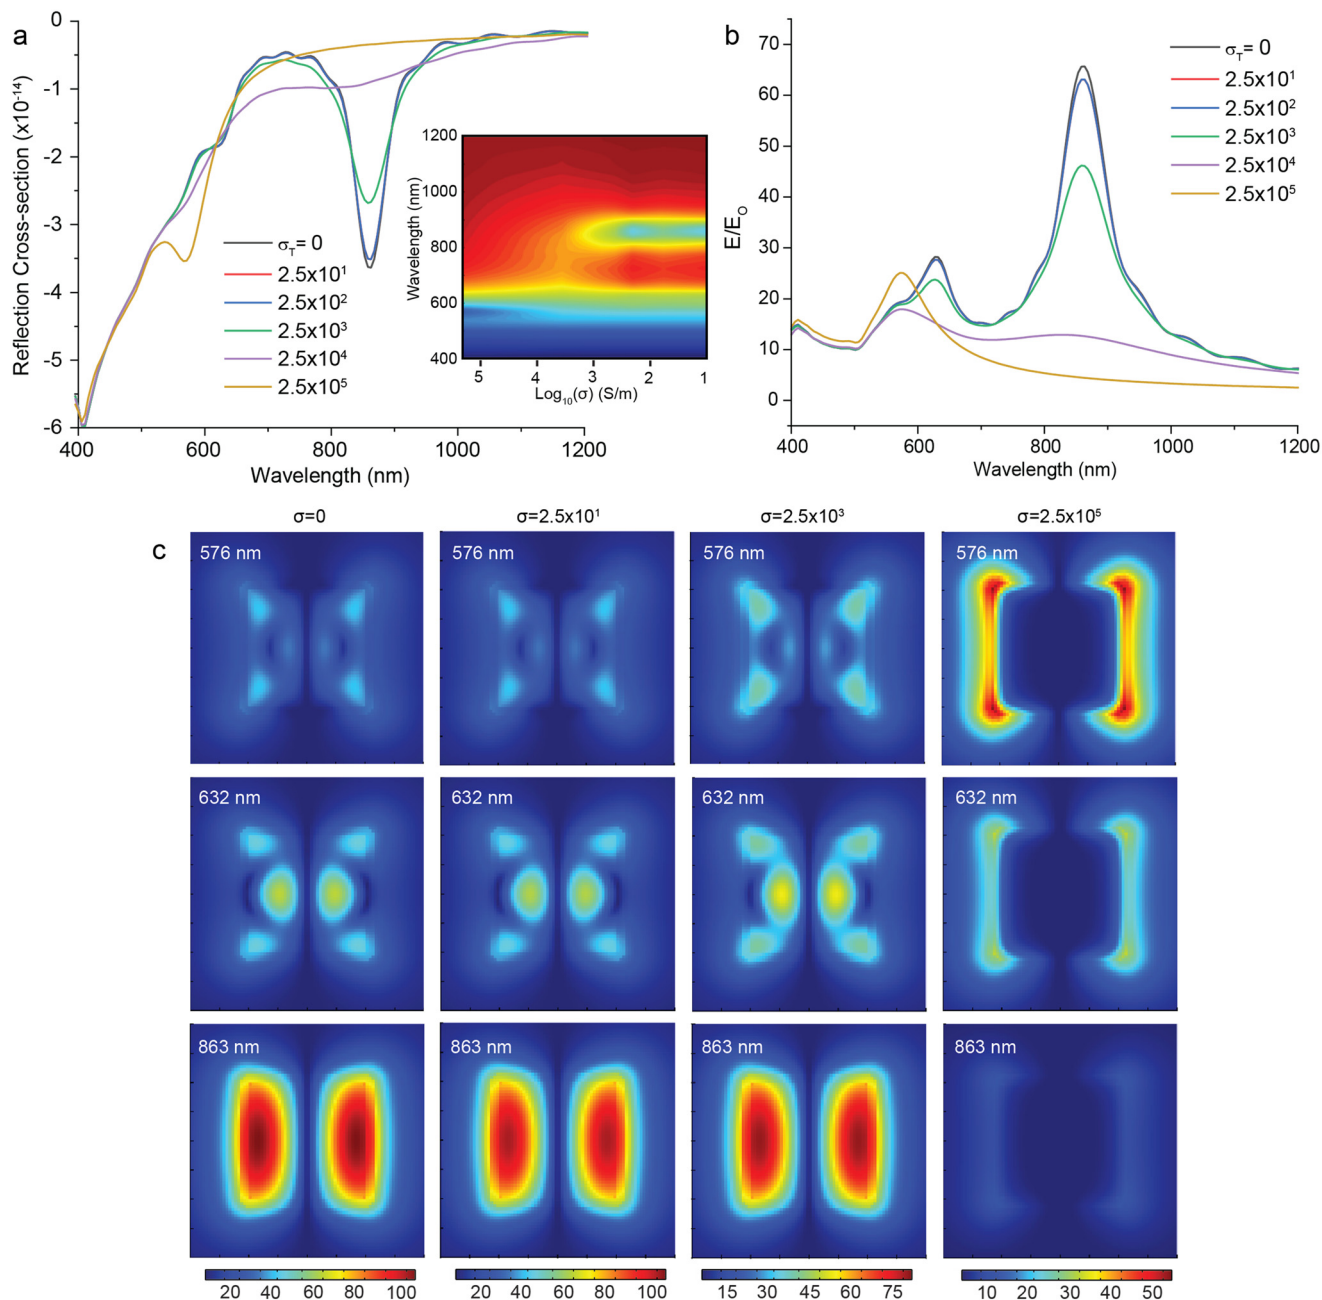 a
Reflection Cross-section (x10⁻¹⁴)
0
-1
-2
-3
-4
-5
-6
400
600
800
1000
1200
Wavelength (nm)
σT= 0
2.5x10¹
2.5x10²
2.5x10³
2.5x10⁴
2.5x10⁵
Wavelength (nm)
1200
1000
800
600
400
5
4
3
2
1
Log₁₀(σ) (S/m)
b
E/EO
70
60
50
40
30
20
10
0
400
600
800
1000
1200
Wavelength (nm)
σT= 0
2.5x10¹
2.5x10²
2.5x10³
2.5x10⁴
2.5x10⁵
c
σ=0 σ=2.5x10¹ σ=2.5x10³ σ=2.5x10⁵
576 nm 576 nm 576 nm 576 nm
632 nm 632 nm 632 nm 632 nm
863 nm 863 nm 863 nm 863 nm
20 40 60 80 100 20 40 60 80 100 15 30 45 60 75 10 20 30 40 50